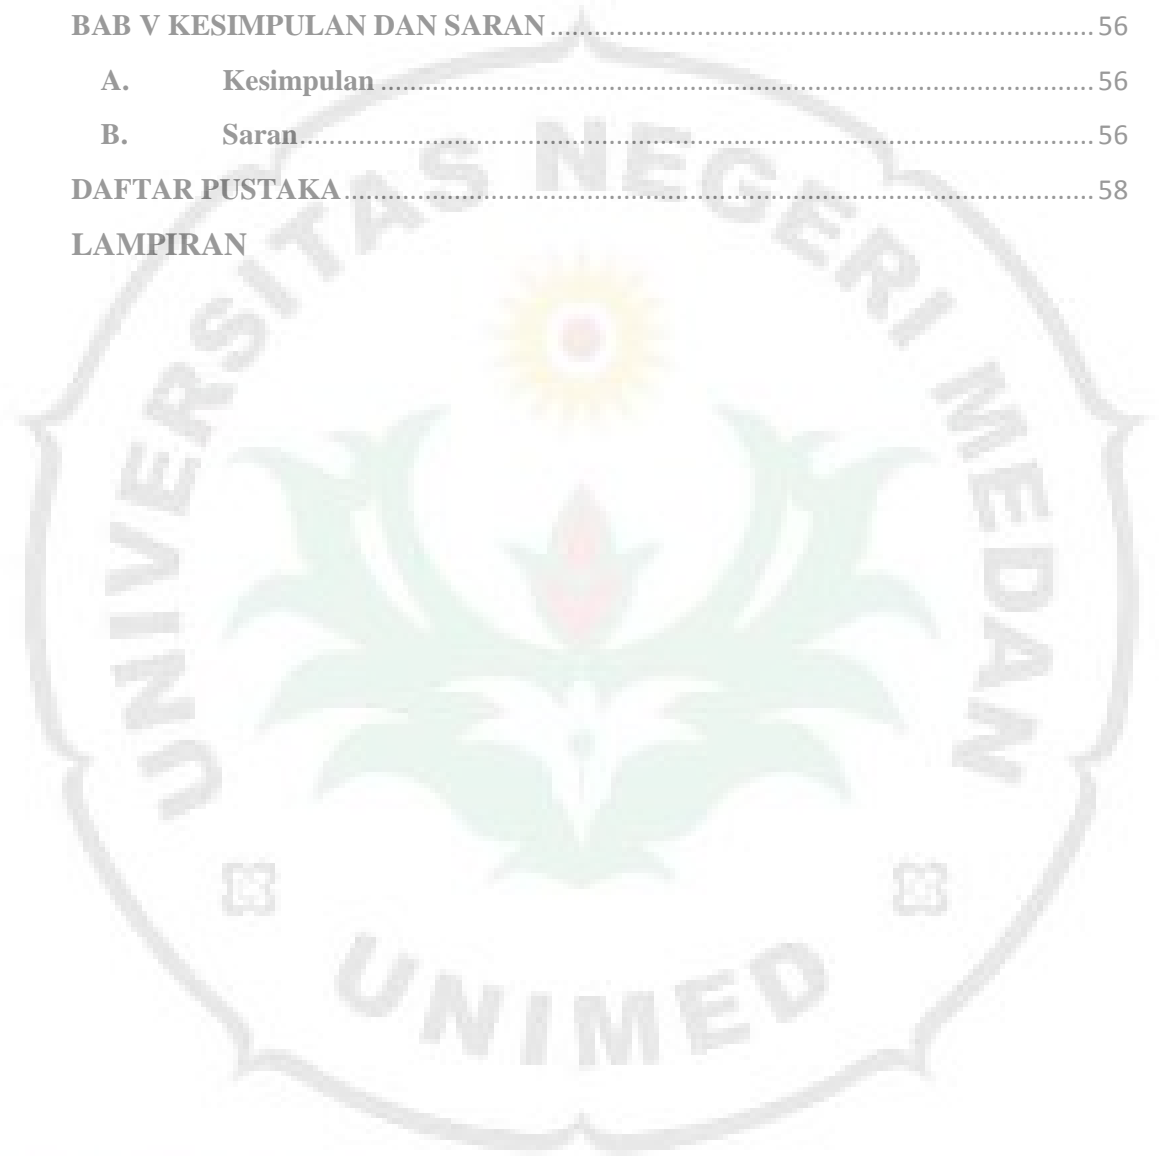 BAB V KESIMPULAN DAN SARAN........................................................................... 56
A. Kesimpulan................................................................................................... 56
B. Saran.............................................................................................................. 56
DAFTAR PUSTAKA........................................................................................................ 58
LAMPIRAN
UNIVERSITAS NEGERI MEDAN
UNIMED